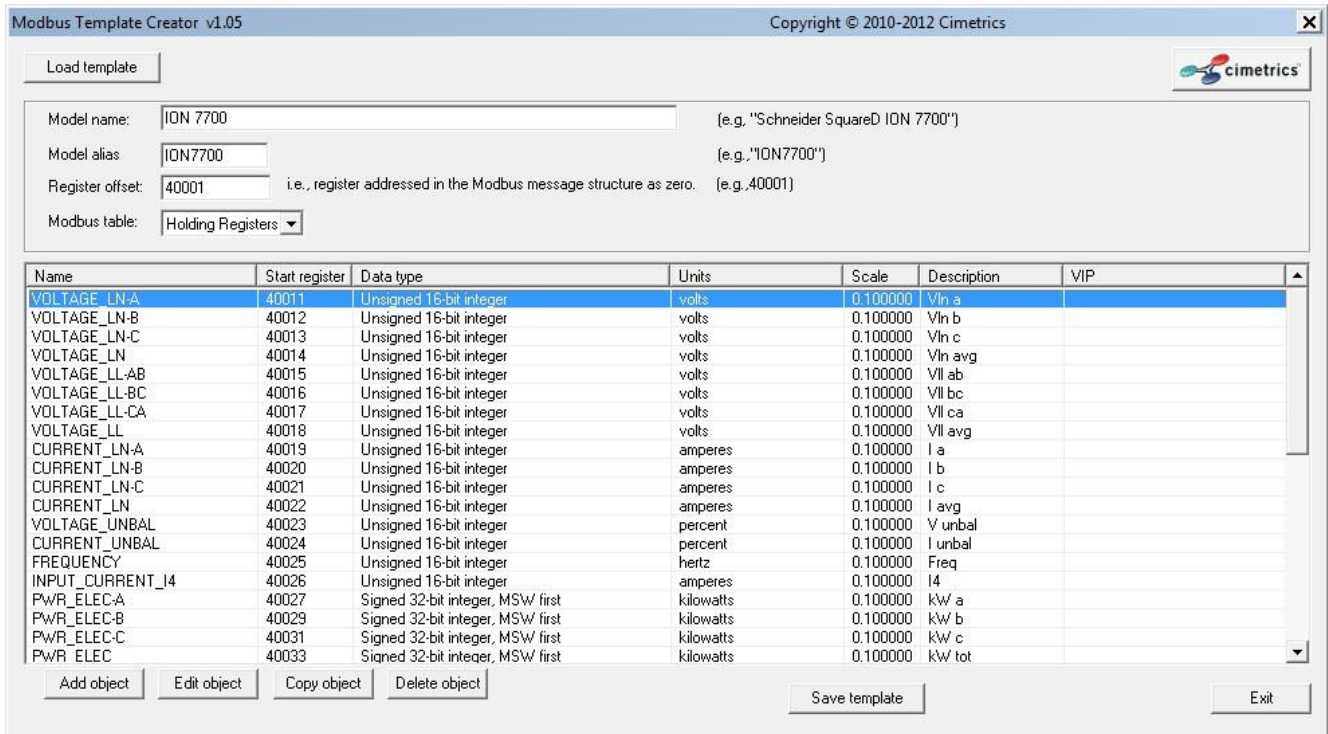 Modbus Template Creator v1.05 Copyright © 2010-2012 Cimetrics
Load template
cimetrics
Model name: ION 7700 (e.g, "Schneider SquareD ION 7700")
Model alias ION7700 (e.g.,"ION7700")
Register offset: 40001 i.e., register addressed in the Modbus message structure as zero. (e.g.,40001)
Modbus table: Holding Registers
Name Start register Data type Units Scale Description VIP
VOLTAGE_LN-A 40011 Unsigned 16-bit integer volts 0.100000 Vln a
VOLTAGE_LN-B 40012 Unsigned 16-bit integer volts 0.100000 Vln b
VOLTAGE_LN-C 40013 Unsigned 16-bit integer volts 0.100000 Vln c
VOLTAGE_LN 40014 Unsigned 16-bit integer volts 0.100000 Vln avg
VOLTAGE_LL-AB 40015 Unsigned 16-bit integer volts 0.100000 Vll ab
VOLTAGE_LL-BC 40016 Unsigned 16-bit integer volts 0.100000 Vll bc
VOLTAGE_LL-CA 40017 Unsigned 16-bit integer volts 0.100000 Vll ca
VOLTAGE_LL 40018 Unsigned 16-bit integer volts 0.100000 Vll avg
CURRENT_LN-A 40019 Unsigned 16-bit integer amperes 0.100000 I a
CURRENT_LN-B 40020 Unsigned 16-bit integer amperes 0.100000 I b
CURRENT_LN-C 40021 Unsigned 16-bit integer amperes 0.100000 I c
CURRENT_LN 40022 Unsigned 16-bit integer amperes 0.100000 I avg
VOLTAGE_UNBAL 40023 Unsigned 16-bit integer percent 0.100000 V unbal
CURRENT_UNBAL 40024 Unsigned 16-bit integer percent 0.100000 I unbal
FREQUENCY 40025 Unsigned 16-bit integer hertz 0.100000 Freq
INPUT_CURRENT_I4 40026 Unsigned 16-bit integer amperes 0.100000 I4
PWR_ELEC-A 40027 Signed 32-bit integer, MSW first kilowatts 0.100000 kW a
PWR_ELEC-B 40029 Signed 32-bit integer, MSW first kilowatts 0.100000 kW b
PWR_ELEC-C 40031 Signed 32-bit integer, MSW first kilowatts 0.100000 kW c
PWR_ELEC 40033 Signed 32-bit integer, MSW first kilowatts 0.100000 kW tot
Add object Edit object Copy object Delete object Save template Exit